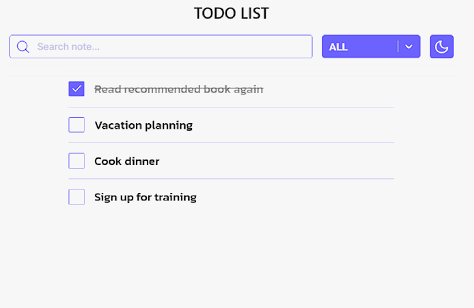 TODO LIST
Search note...
ALL
Read recommended book again
Vacation planning
Cook dinner
Sign up for training